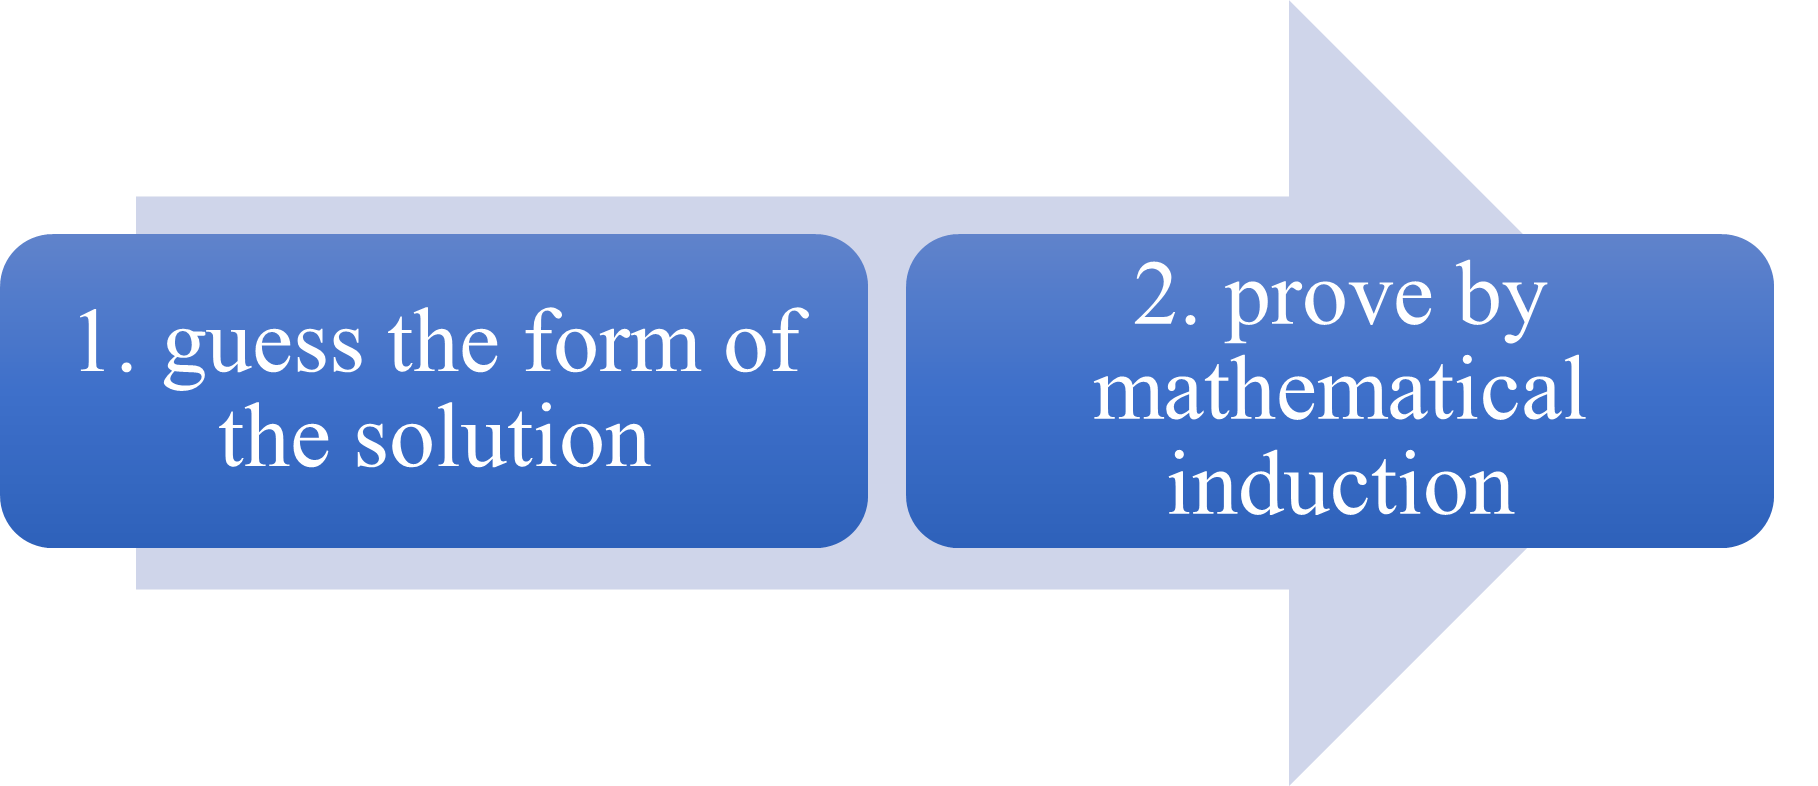 1. guess the form of
the solution
2. prove by
mathematical
induction